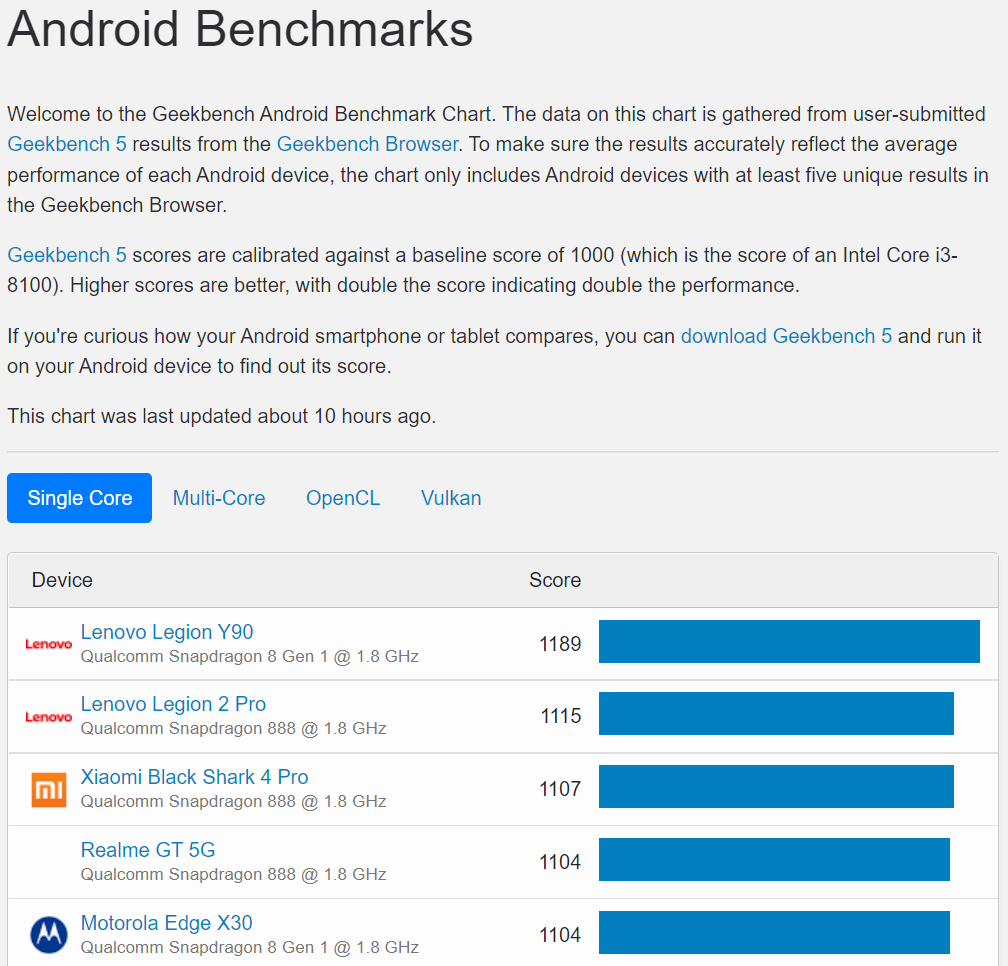 Android Benchmarks
Welcome to the Geekbench Android Benchmark Chart. The data on this chart is gathered from user-submitted
Geekbench 5 results from the Geekbench Browser. To make sure the results accurately reflect the average
performance of each Android device, the chart only includes Android devices with at least five unique results in
the Geekbench Browser.
Geekbench 5 scores are calibrated against a baseline score of 1000 (which is the score of an Intel Core i3-
8100). Higher scores are better, with double the score indicating double the performance.
If you're curious how your Android smartphone or tablet compares, you can download Geekbench 5 and run it
on your Android device to find out its score.
This chart was last updated about 10 hours ago.
Single Core Multi-Core OpenCL Vulkan
Device Score
Lenovo Lenovo Legion Y90 1189
Qualcomm Snapdragon 8 Gen 1 @ 1.8 GHz
Lenovo Lenovo Legion 2 Pro 1115
Qualcomm Snapdragon 888 @ 1.8 GHz
mi Xiaomi Black Shark 4 Pro 1107
Qualcomm Snapdragon 888 @ 1.8 GHz
Realme GT 5G 1104
Qualcomm Snapdragon 888 @ 1.8 GHz
Motorola Edge X30 1104
Qualcomm Snapdragon 8 Gen 1 @ 1.8 GHz